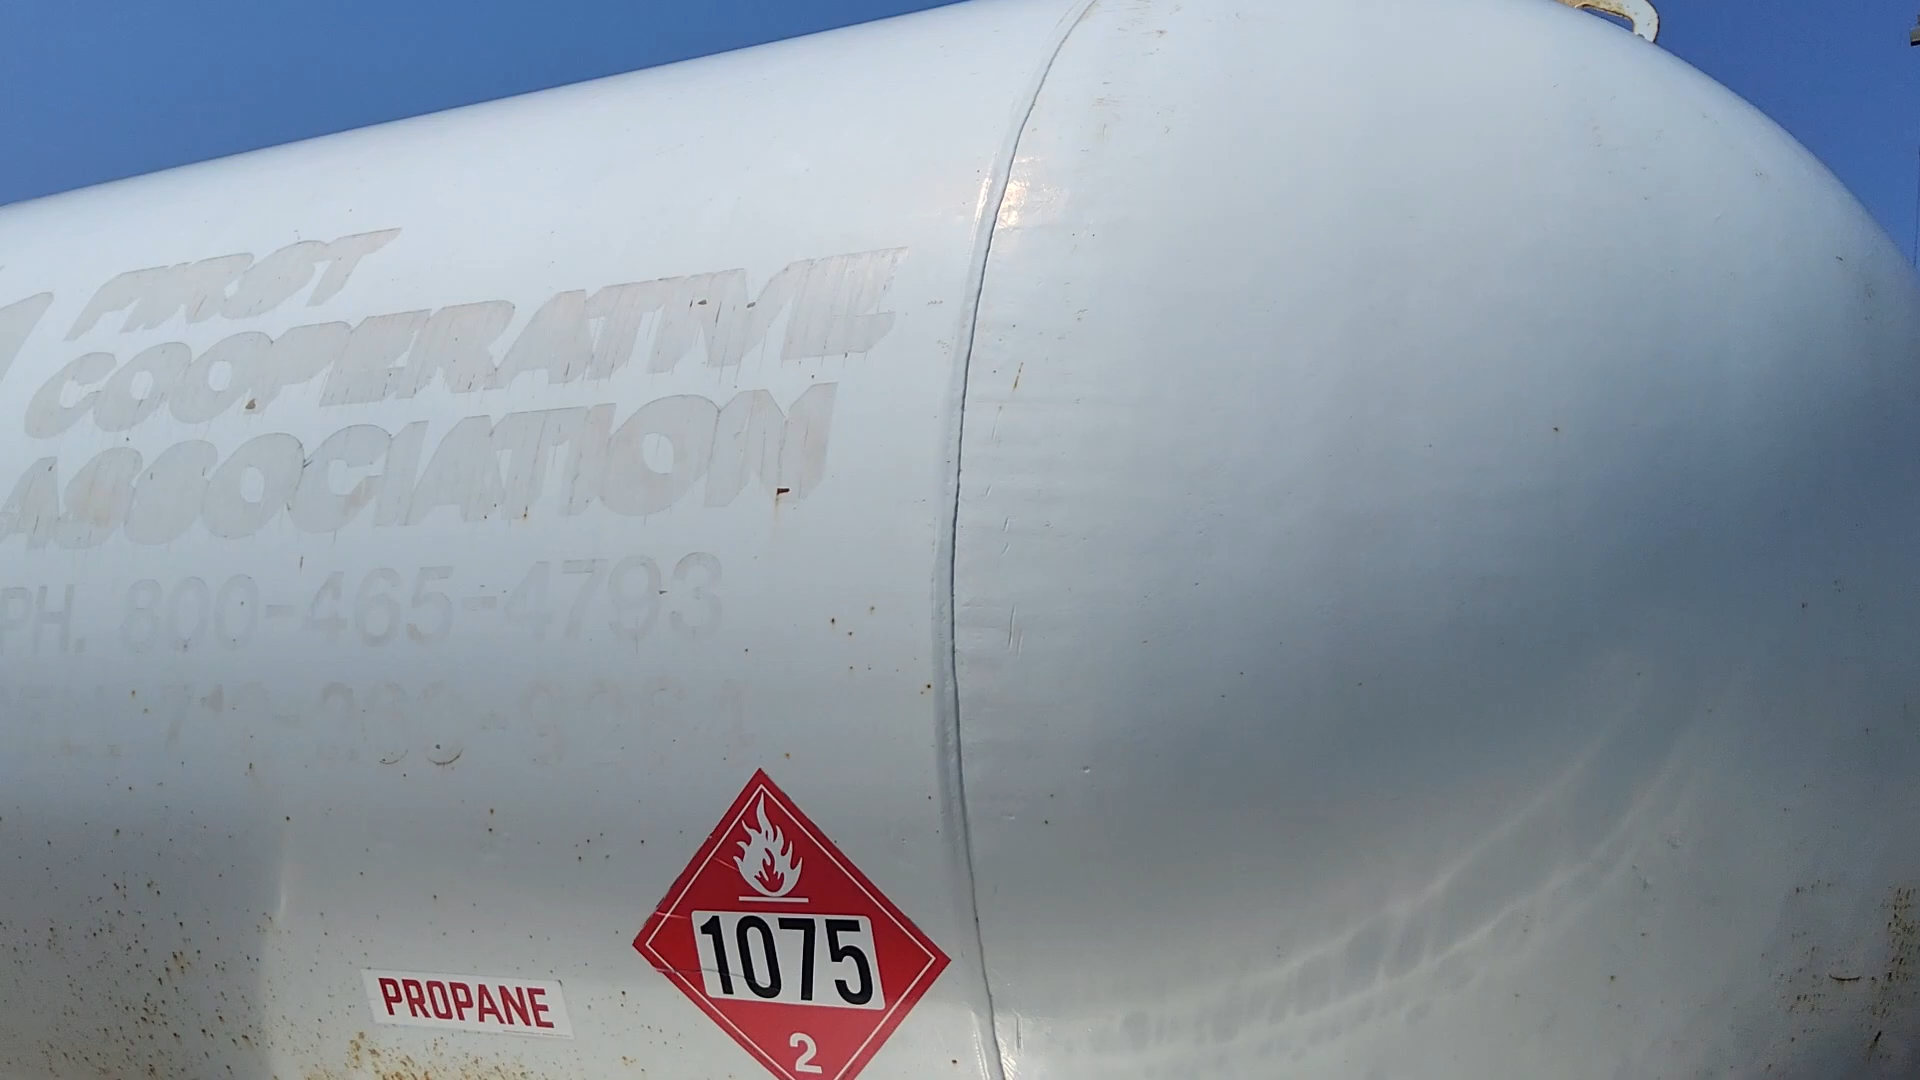 FIRST
COOPERATIVE
ASSOCIATION
PH. 800-465-4793
PROPANE
1075
2